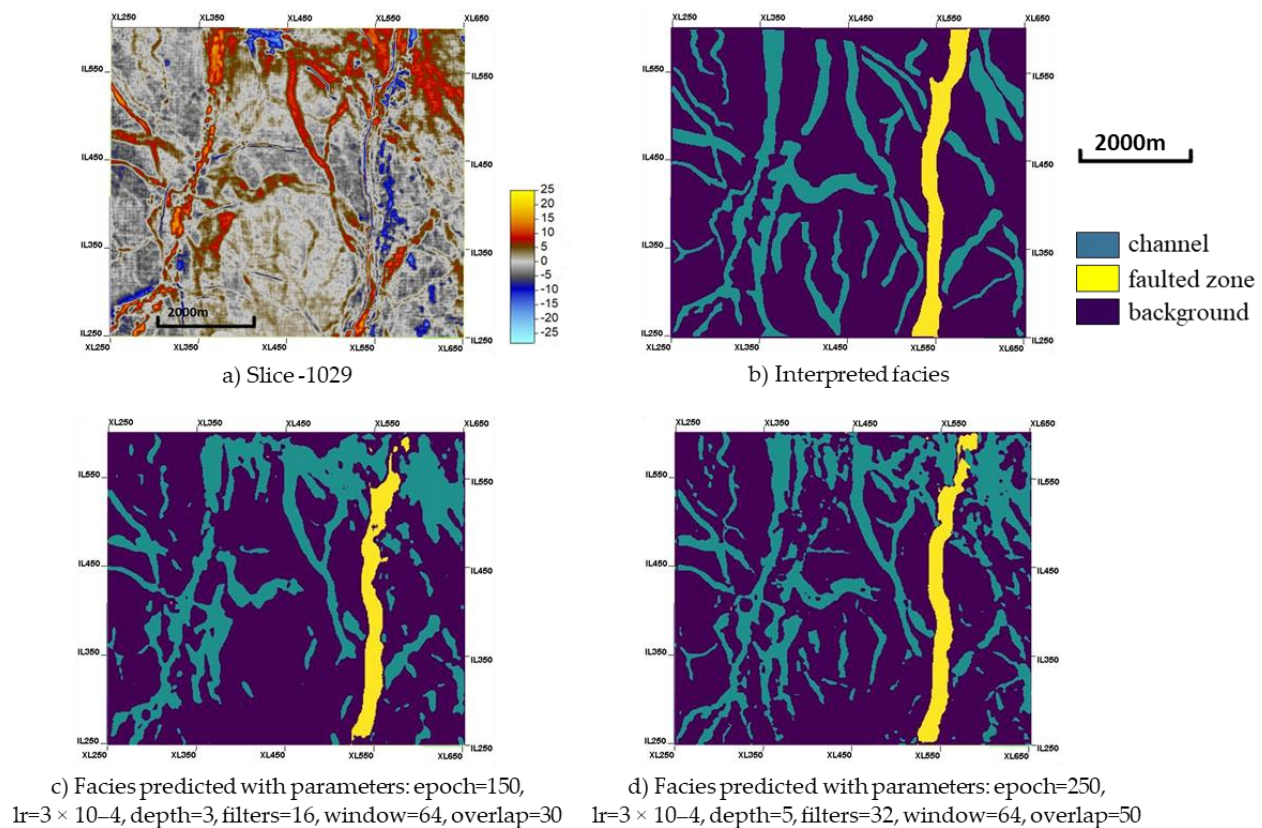 XL250 XL350 XL450 XL550 XL650
IL550 IL550
IL450 IL450
IL350 IL350
IL250 IL250
XL250 XL350 XL450 XL550 XL650
2000m
25
20
15
10
5
0
-5
-10
-15
-20
-25
a) Slice -1029
XL250 XL350 XL450 XL550 XL650
IL550 IL550
IL450 IL450
IL350 IL350
IL250 IL250
XL250 XL350 XL450 XL550 XL650
b) Interpreted facies
2000m
channel
faulted zone
background
XL250 XL350 XL450 XL550 XL650
IL550 IL550
IL450 IL450
IL350 IL350
IL250 IL250
XL250 XL350 XL450 XL550 XL650
c) Facies predicted with parameters: epoch=150,
lr=3 × 10–4, depth=3, filters=16, window=64, overlap=30
XL250 XL350 XL450 XL550 XL650
IL550 IL550
IL450 IL450
IL350 IL350
IL250 IL250
XL250 XL350 XL450 XL550 XL650
d) Facies predicted with parameters: epoch=250,
lr=3 × 10–4, depth=5, filters=32, window=64, overlap=50